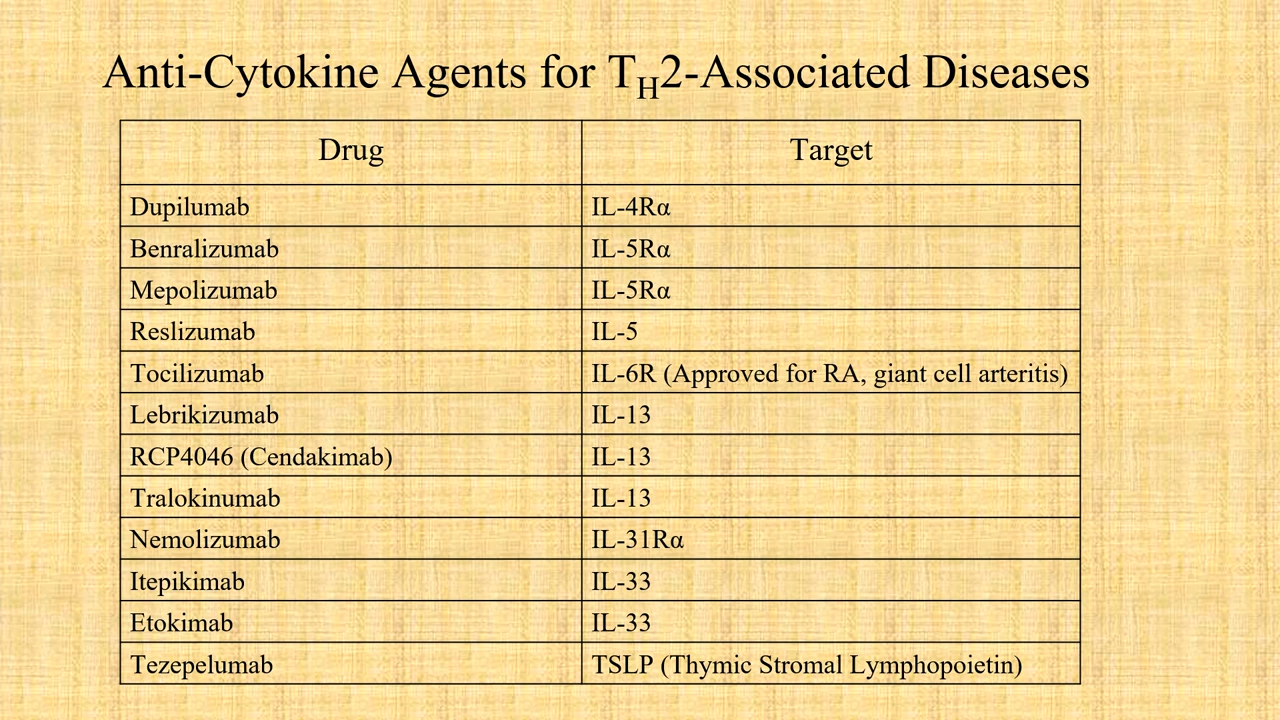 Anti-Cytokine Agents for TH2-Associated Diseases
Drug Target
Dupilumab IL-4Rα
Benralizumab IL-5Rα
Mepolizumab IL-5Rα
Reslizumab IL-5
Tocilizumab IL-6R (Approved for RA, giant cell arteritis)
Lebrikizumab IL-13
RCP4046 (Cendakimab) IL-13
Tralokinumab IL-13
Nemolizumab IL-31Rα
Itepikimab IL-33
Etokimab IL-33
Tezepelumab TSLP (Thymic Stromal Lymphopoietin)